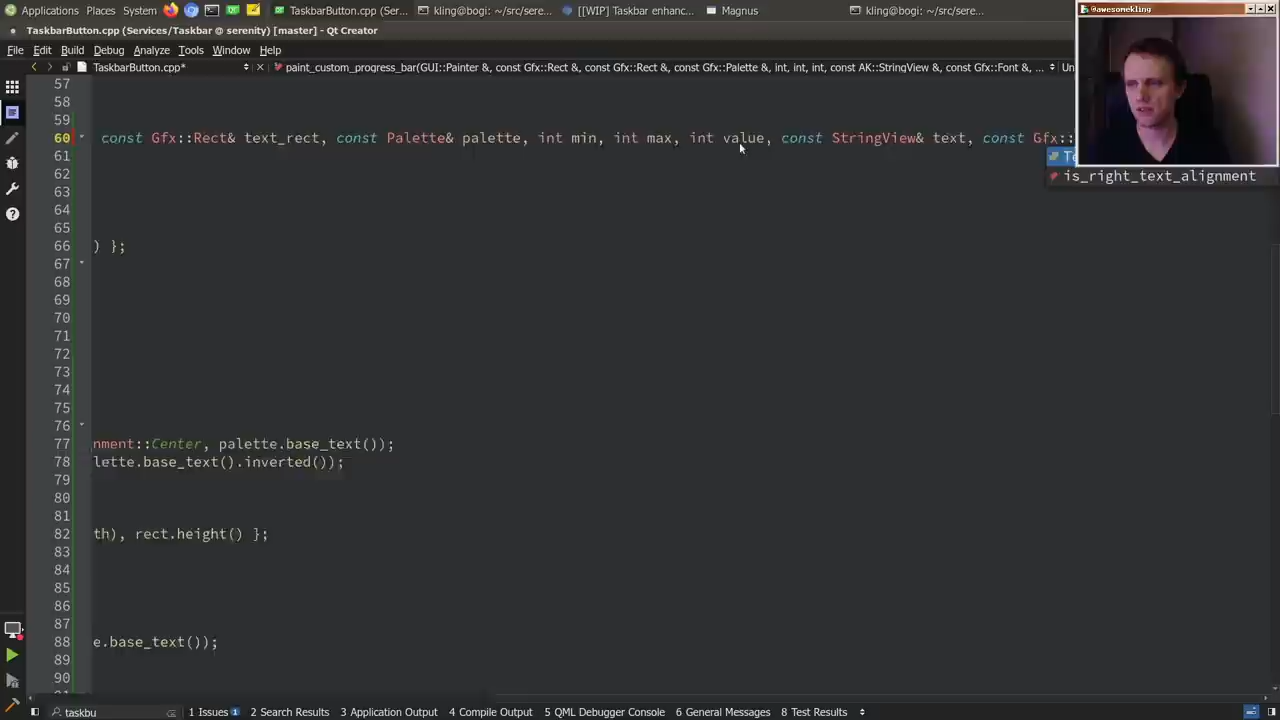 Applications Places System TaskbarButton.cpp (Ser... kling@bogi: ~/src/sere... [[WIP] Taskbar enhanc... Magnus kling@bogi: ~/src/sere...
@awesomekling
TaskbarButton.cpp (Services/Taskbar @ serenity) [master] - Qt Creator
File Edit Build Debug Analyze Tools Window Help
TaskbarButton.cpp* paint_custom_progress_bar(GUI::Painter &, const Gfx::Rect &, const Gfx::Rect &, const Gfx::Palette &, int, int, int, const AK::StringView &, const Gfx::Font &, ... Un
57
58
59
60 const Gfx::Rect& text_rect, const Palette& palette, int min, int max, int value, const StringView& text, const Gfx::
61 Te
62 is_right_text_alignment
63
64
65
66 ) };
67
68
69
70
71
72
73
74
75
76
77 nment::Center, palette.base_text());
78 lette.base_text().inverted());
79
80
81
82 th), rect.height() };
83
84
85
86
87
88 e.base_text());
89
90
taskbu 1 Issues 1 2 Search Results 3 Application Output 4 Compile Output 5 QML Debugger Console 6 General Messages 8 Test Results